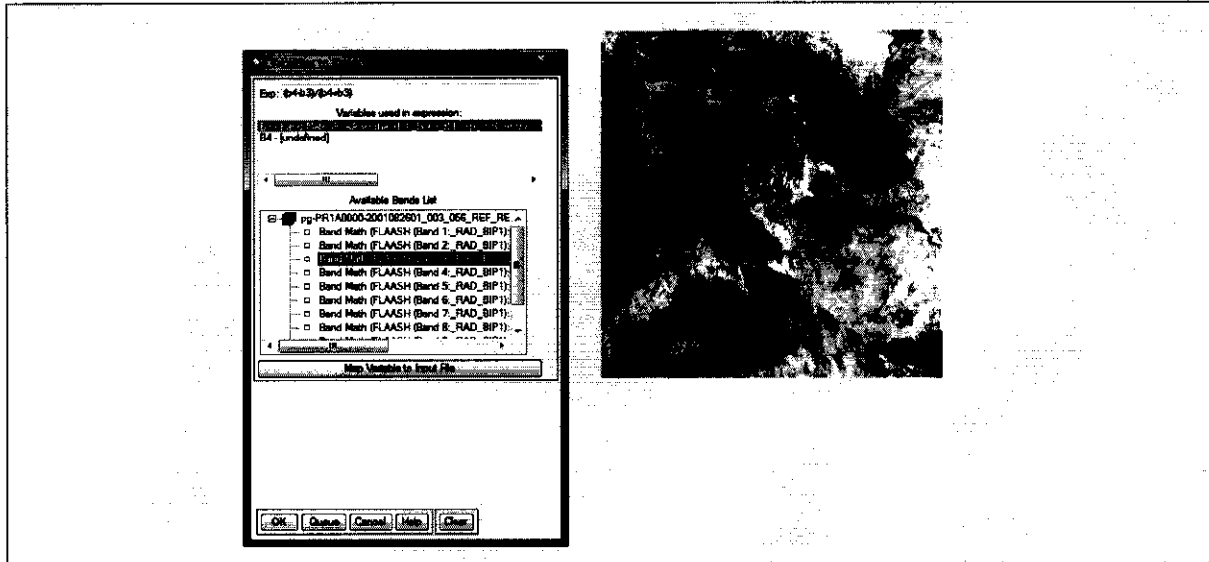 Exp: (b4-b3)/(b4+b3)
Variables used in expression:
B4 - [undefined]
Available Bands List
pg-PR1A0000-2001082601_003_056_REF_RE
Band Math (FLAASH (Band 1:_RAD_BIP1):
Band Math (FLAASH (Band 2:_RAD_BIP1):
Band Math
Band Math (FLAASH (Band 4:_RAD_BIP1):
Band Math (FLAASH (Band 5:_RAD_BIP1):
Band Math (FLAASH (Band 6:_RAD_BIP1):
Band Math (FLAASH (Band 7:_RAD_BIP1):
Band Math (FLAASH (Band 8:_RAD_BIP1):
Map Variable to Input File
OK Queue Cancel Help Clear